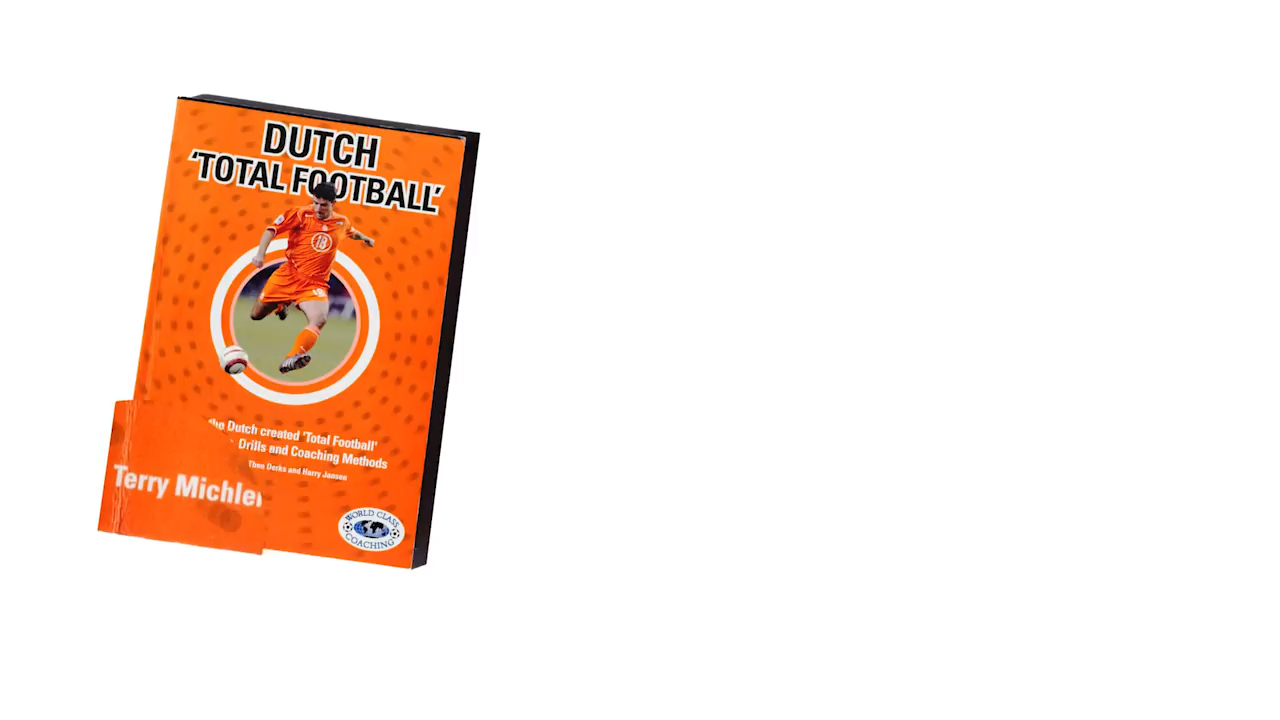 DUTCH
'TOTAL FOOTBALL'
18
the Dutch created 'Total Football'
Drills and Coaching Methods
Theo Derks and Harry Jansen
Terry Michler
WORLD CLASS
COACHING